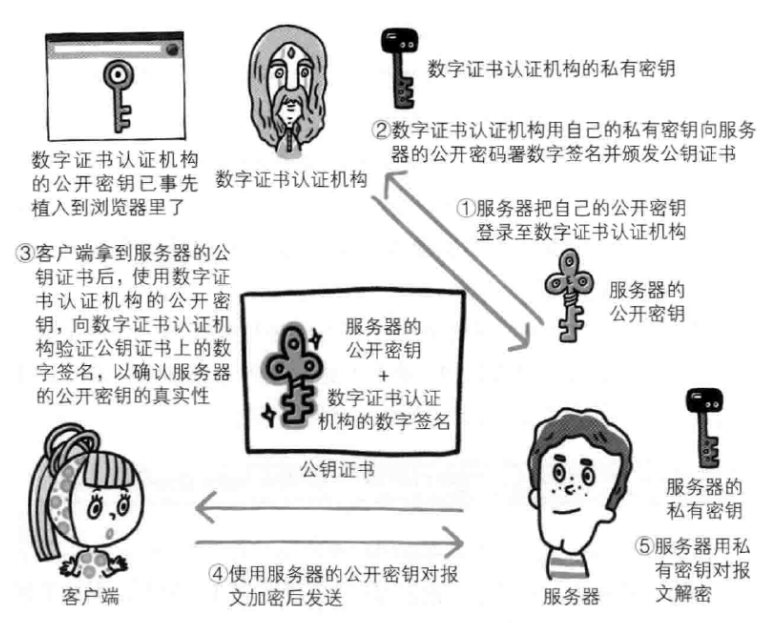 数字证书认证机构的私有密钥
②数字证书认证机构用自己的私有密钥向服务
器的公开密码署数字签名并颁发公钥证书
数字证书认证机构
的公开密钥已事先
植入到浏览器里了
数字证书认证机构
①服务器把自己的公开密钥
登录至数字证书认证机构
③客户端拿到服务器的公
钥证书后，使用数字证
书认证机构的公开密
钥，向数字证书认证机
构验证公钥证书上的数
字签名，以确认服务器
的公开密钥的真实性
服务器的
公开密钥
服务器的
公开密钥
+
数字证书认证
机构的数字签名
公钥证书
服务器的
私有密钥
④使用服务器的公开密钥对报
文加密后发送
⑤服务器用私
有密钥对报
文解密
客户端
服务器